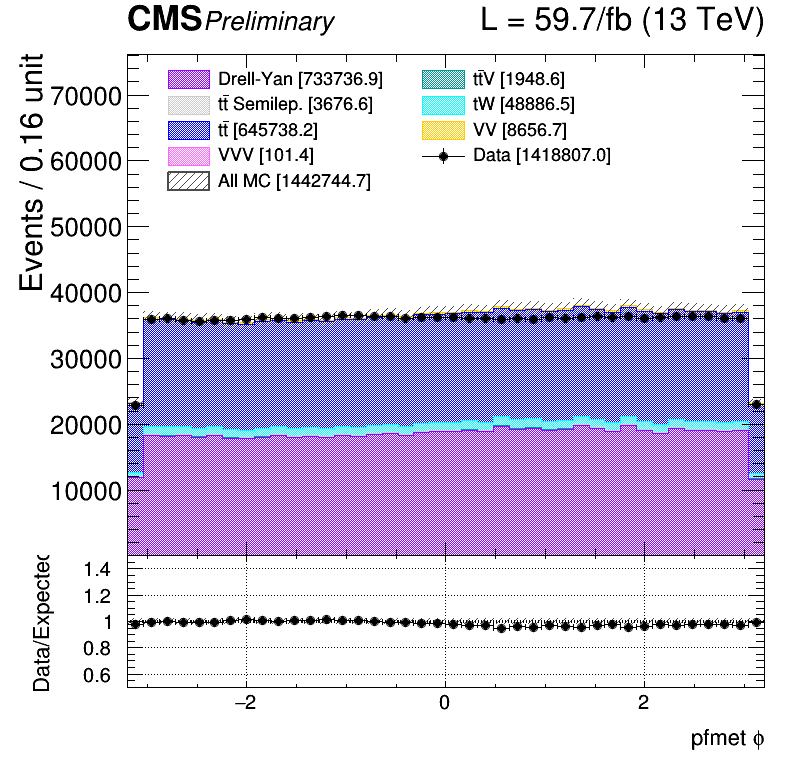 CMS Preliminary L = 59.7/fb (13 TeV)
Events / 0.16 unit
Drell-Yan [733736.9]
tt̄ Semilep. [3676.6]
tt̄ [645738.2]
VVV [101.4]
All MC [1442744.7]
tt̄V [1948.6]
tW [48886.5]
VV [8656.7]
Data [1418807.0]
70000
60000
50000
40000
30000
20000
10000
Data/Expected
1.4
1.2
1
0.8
0.6
−2 0 2
pfmet ϕ